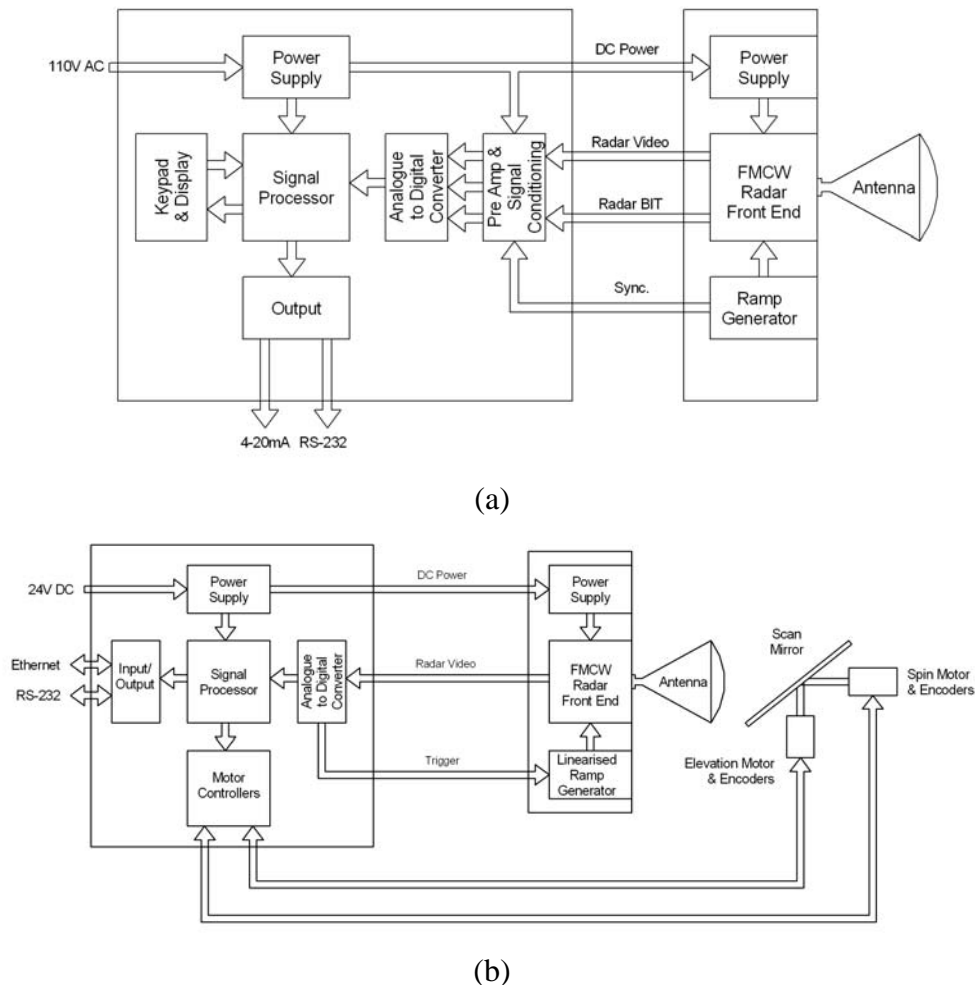 110V AC
Power
Supply
DC Power
Power
Supply
Keypad
& Display
Signal
Processor
Analogue
to Digital
Converter
Pre Amp &
Signal
Conditioning
Radar Video
Radar BIT
FMCW
Radar
Front End
Antenna
Sync.
Output
Ramp
Generator
4-20mA
RS-232
(a)
24V DC
Power
Supply
DC Power
Power
Supply
Ethernet
RS-232
Input/
Output
Signal
Processor
Analogue
to Digital
Converter
Radar Video
FMCW
Radar
Front End
Antenna
Scan
Mirror
Spin Motor
& Encoders
Elevation Motor
& Encoders
Motor
Controllers
Trigger
Linearised
Ramp
Generator
(b)